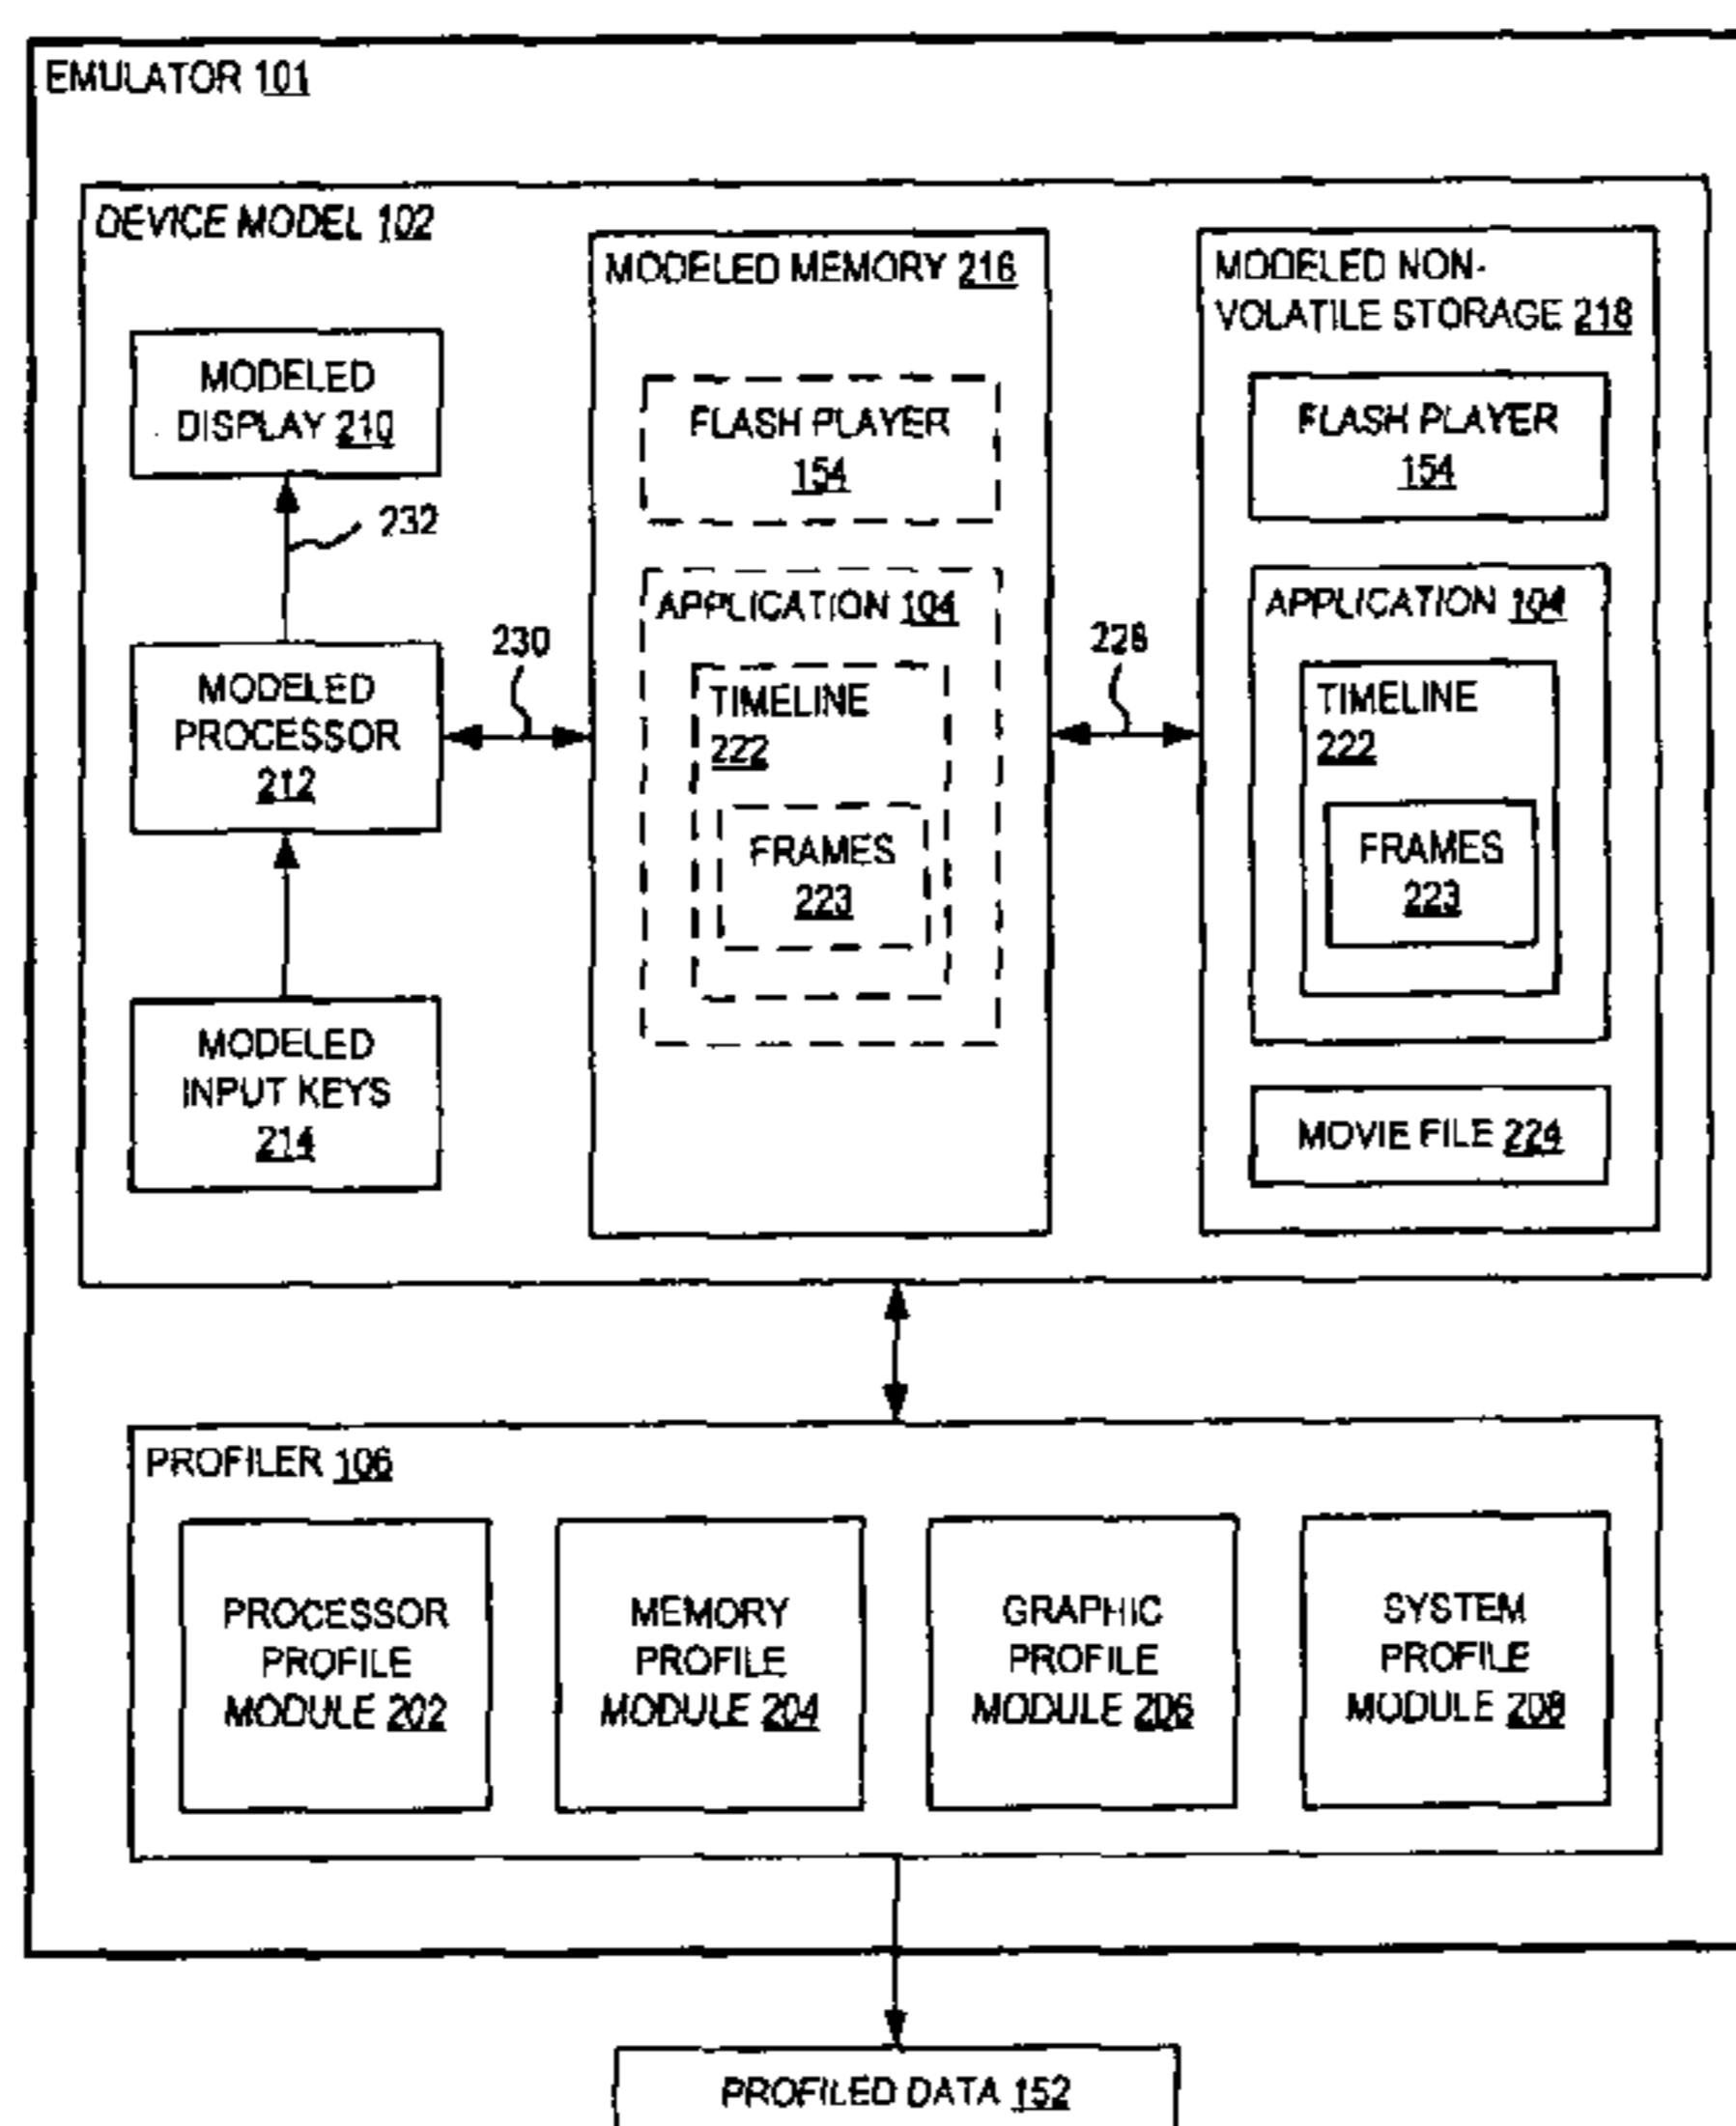 EMULATOR 101
DEVICE MODEL 102
MODELED
DISPLAY 210
232
MODELED
PROCESSOR
212
MODELED
INPUT KEYS
214
230
MODELED MEMORY 216
FLASH PLAYER
154
APPLICATION 104
TIMELINE
222
FRAMES
223
228
MODELED NON-
VOLATILE STORAGE 218
FLASH PLAYER
154
APPLICATION 104
TIMELINE
222
FRAMES
223
MOVIE FILE 224
PROFILER 106
PROCESSOR
PROFILE
MODULE 202
MEMORY
PROFILE
MODULE 204
GRAPHIC
PROFILE
MODULE 206
SYSTEM
PROFILE
MODULE 208
PROFILED DATA 152